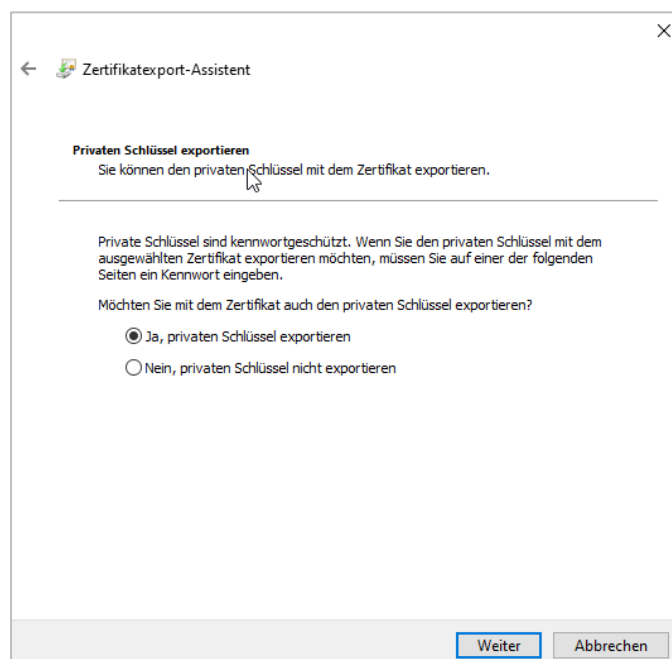 Zertifikatexport-Assistent
Privaten Schlüssel exportieren
Sie können den privaten Schlüssel mit dem Zertifikat exportieren.
Private Schlüssel sind kennwortgeschützt. Wenn Sie den privaten Schlüssel mit dem
ausgewählten Zertifikat exportieren möchten, müssen Sie auf einer der folgenden
Seiten ein Kennwort eingeben.
Möchten Sie mit dem Zertifikat auch den privaten Schlüssel exportieren?
Ja, privaten Schlüssel exportieren
Nein, privaten Schlüssel nicht exportieren
Weiter
Abbrechen